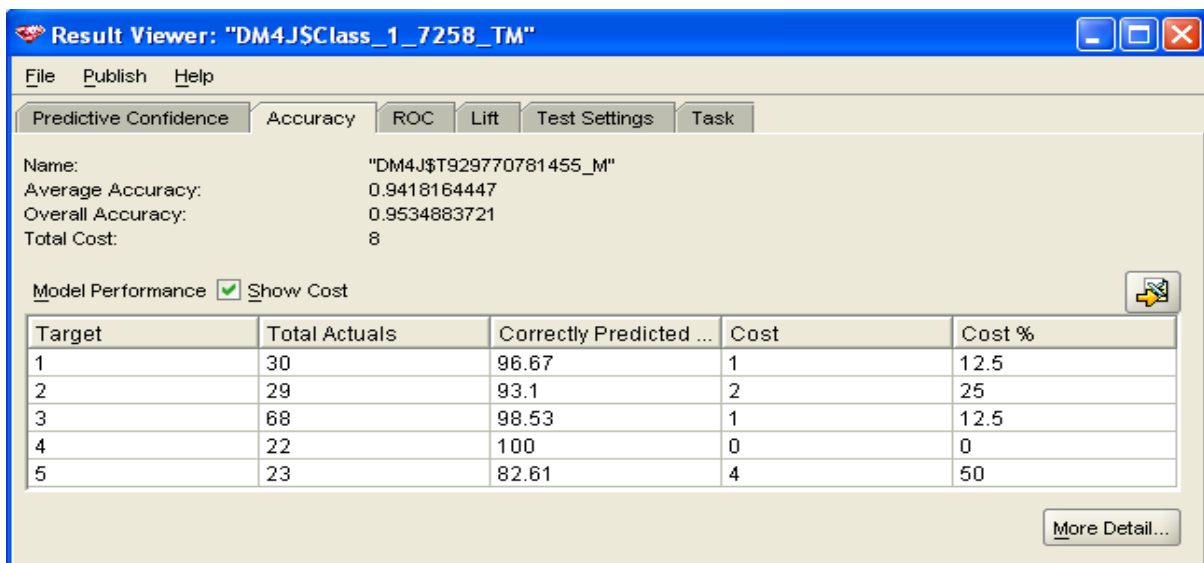 Result Viewer: "DM4J$Class_1_7258_TM"
File Publish Help
Predictive Confidence Accuracy ROC Lift Test Settings Task
Name: "DM4J$T929770781455_M"
Average Accuracy: 0.9418164447
Overall Accuracy: 0.9534883721
Total Cost: 8
Model Performance Show Cost
Target Total Actuals Correctly Predicted ... Cost Cost %
1 30 96.67 1 12.5
2 29 93.1 2 25
3 68 98.53 1 12.5
4 22 100 0 0
5 23 82.61 4 50
More Detail...